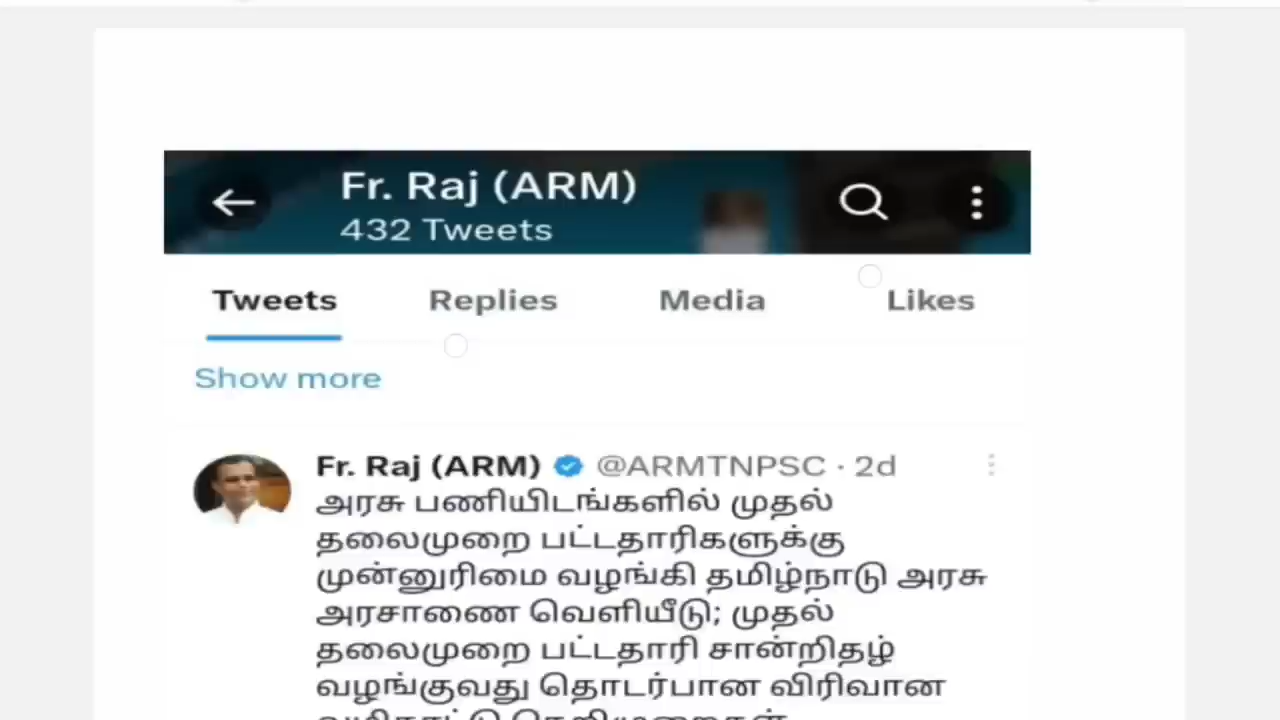 Fr. Raj (ARM)
432 Tweets
Tweets Replies Media Likes
Show more
Fr. Raj (ARM) @ARMTNPSC · 2d
அரசு பணியிடங்களில் முதல்
தலைமுறை பட்டதாரிகளுக்கு
முன்னுரிமை வழங்கி தமிழ்நாடு அரசு
அரசாணை வெளியீடு; முதல்
தலைமுறை பட்டதாரி சான்றிதழ்
வழங்குவது தொடர்பான விரிவான